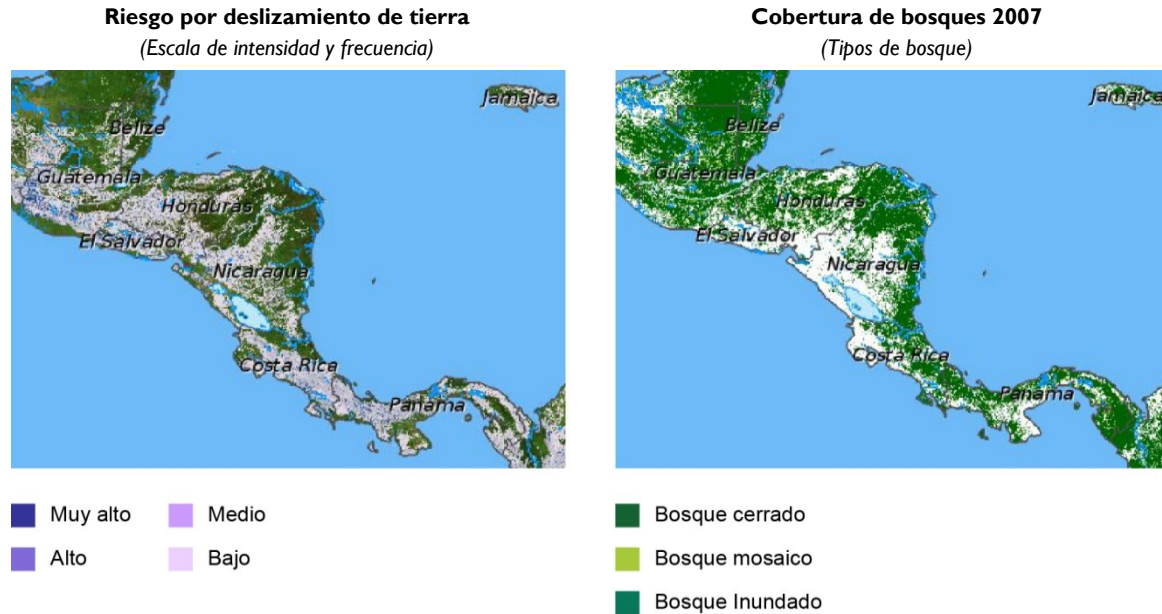 Riesgo por deslizamiento de tierra
(Escala de intensidad y frecuencia)
Jamaica
Belize
Guatemala
Honduras
El Salvador
Nicaragua
Costa Rica
Panama
Muy alto
Medio
Alto
Bajo
Cobertura de bosques 2007
(Tipos de bosque)
Jamaica
Belize
Guatemala
Honduras
El Salvador
Nicaragua
Costa Rica
Panama
Bosque cerrado
Bosque mosaico
Bosque Inundado